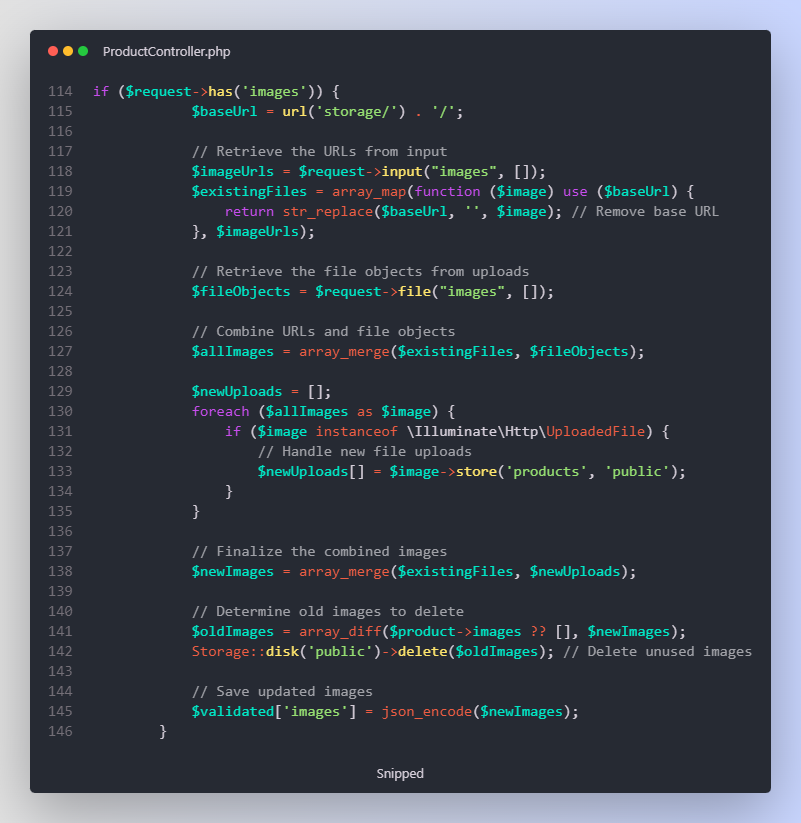 ProductController.php
114 if ($request->has('images')) {
115             $baseUrl = url('storage/') . '/';
116
117             // Retrieve the URLs from input
118             $imageUrls = $request->input("images", []);
119             $existingFiles = array_map(function ($image) use ($baseUrl) {
120                 return str_replace($baseUrl, '', $image); // Remove base URL
121             }, $imageUrls);
122
123             // Retrieve the file objects from uploads
124             $fileObjects = $request->file("images", []);
125
126             // Combine URLs and file objects
127             $allImages = array_merge($existingFiles, $fileObjects);
128
129             $newUploads = [];
130             foreach ($allImages as $image) {
131                 if ($image instanceof \Illuminate\Http\UploadedFile) {
132                     // Handle new file uploads
133                     $newUploads[] = $image->store('products', 'public');
134                 }
135             }
136
137             // Finalize the combined images
138             $newImages = array_merge($existingFiles, $newUploads);
139
140             // Determine old images to delete
141             $oldImages = array_diff($product->images ?? [], $newImages);
142             Storage::disk('public')->delete($oldImages); // Delete unused images
143
144             // Save updated images
145             $validated['images'] = json_encode($newImages);
146         }
Snipped